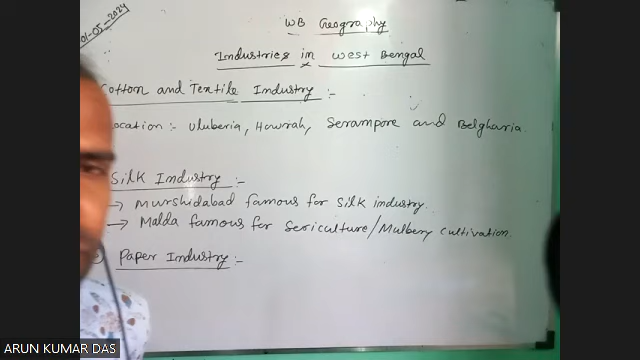 01-05-2024
WB Geography
Industries in West Bengal
Cotton and Textile Industry :-
Location :- Uluberia, Howrah, Serampore and Belgharia.
Silk Industry :-
→ Murshidabad famous for silk industry.
→ Malda famous for Sericulture/Mulbery cultivation.
Paper Industry :-
ARUN KUMAR DAS